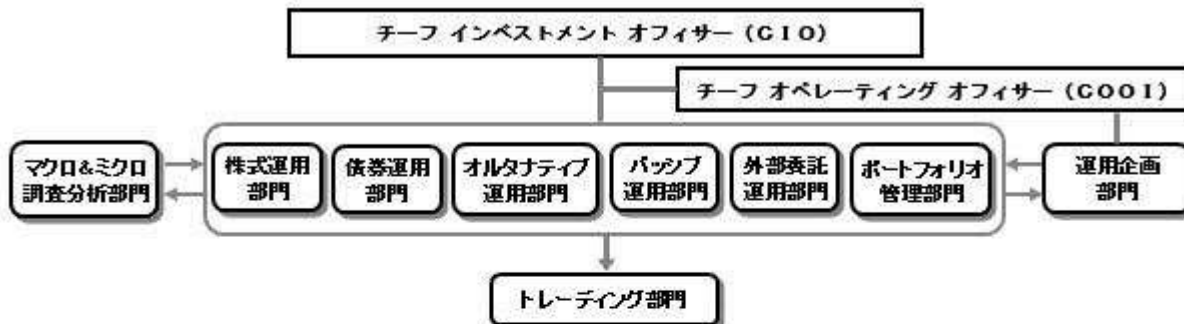 チーフ インベストメント オフィサー (CIO)
チーフ オペレーティング オフィサー (COOI)
マクロ&ミクロ
調査分析部門
株式運用
部門
債券運用
部門
オルタナティブ
運用部門
パッシブ
運用部門
外部委託
運用部門
ポートフォリオ
管理部門
運用企画
部門
トレーディング部門